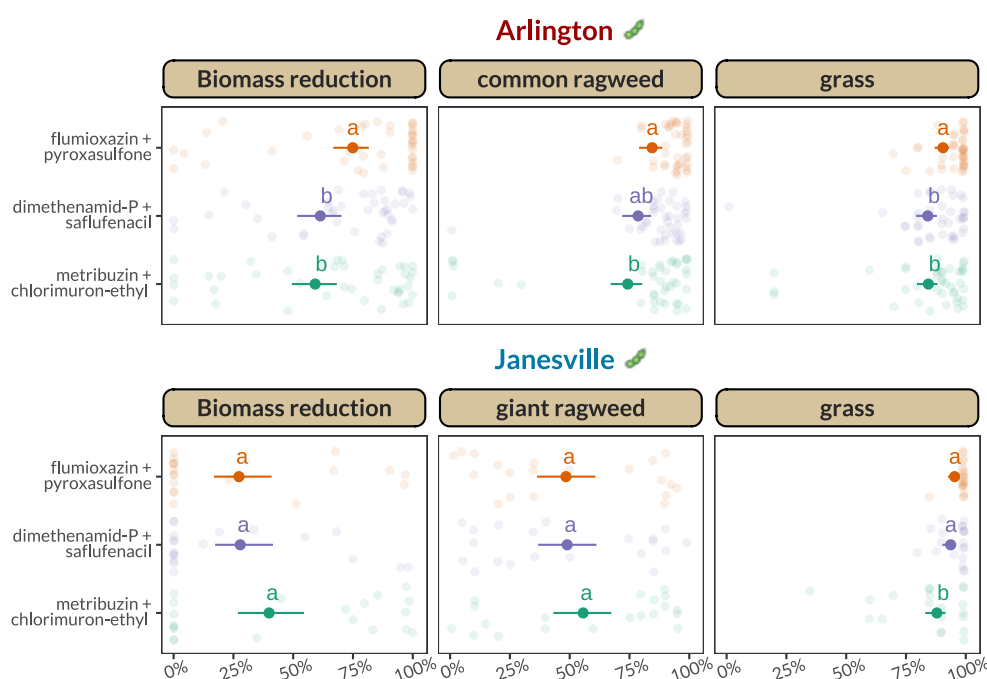 Arlington
Biomass reduction common ragweed grass
flumioxazin +
pyroxasulfone
a a a
dimethenamid-P +
saflufenacil
b ab b
metribuzin +
chlorimuron-ethyl
b b b
Janesville
Biomass reduction giant ragweed grass
flumioxazin +
pyroxasulfone
a a a
dimethenamid-P +
saflufenacil
a a a
metribuzin +
chlorimuron-ethyl
a a b
0% 25% 50% 75% 100% 0% 25% 50% 75% 100% 0% 25% 50% 75% 100%